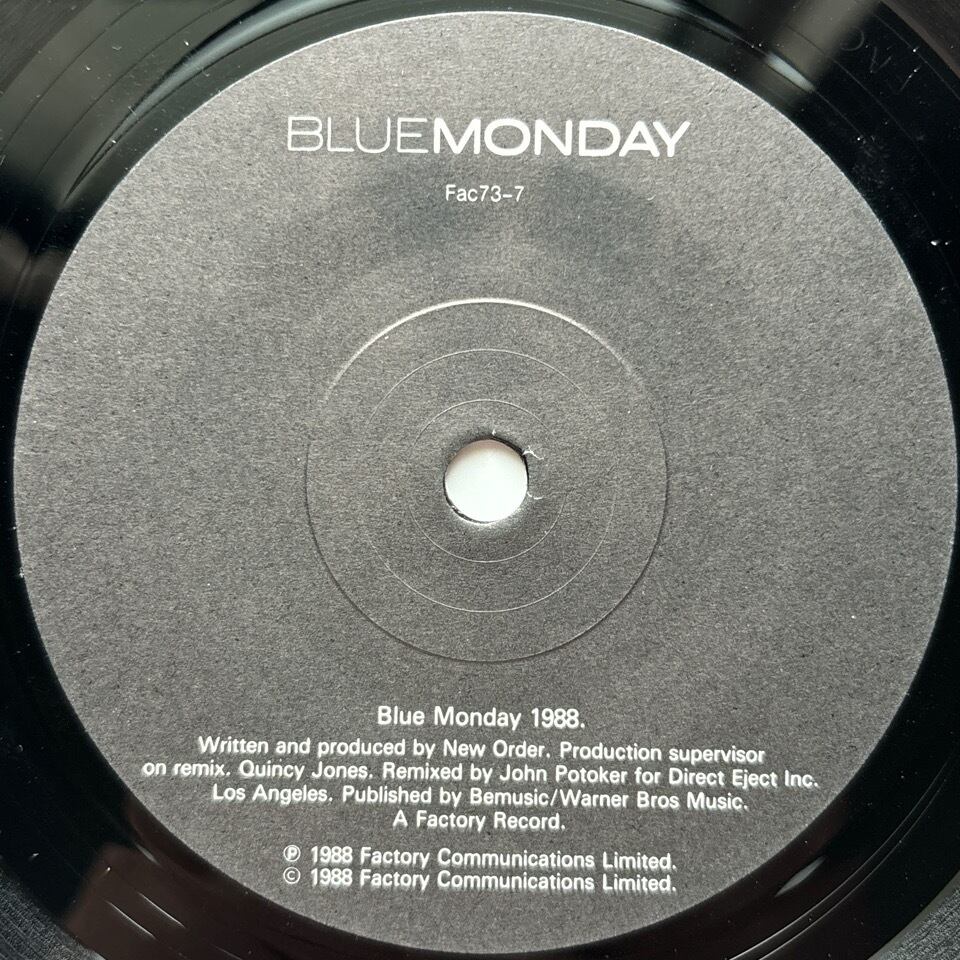 BLUEMONDAY
Fac73-7
Blue Monday 1988.
Written and produced by New Order. Production supervisor
on remix. Quincy Jones. Remixed by John Potoker for Direct Eject Inc.
Los Angeles. Published by Bemusic/Warner Bros Music.
A Factory Record.
℗ 1988 Factory Communications Limited.
© 1988 Factory Communications Limited.